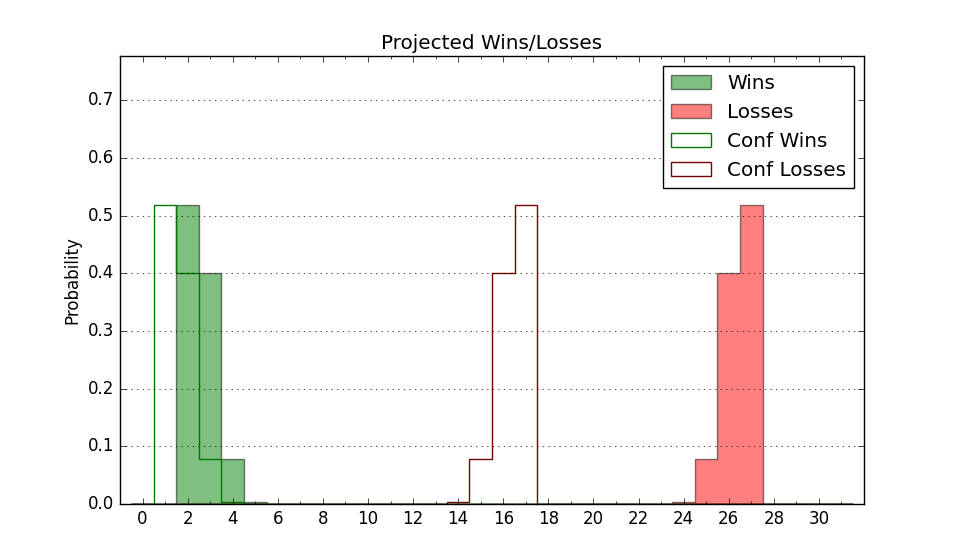 Projected Wins/Losses
Wins
Losses
Conf Wins
Conf Losses
Probability
0.7
0.6
0.5
0.4
0.3
0.2
0.1
0.0
0 2 4 6 8 10 12 14 16 18 20 22 24 26 28 30